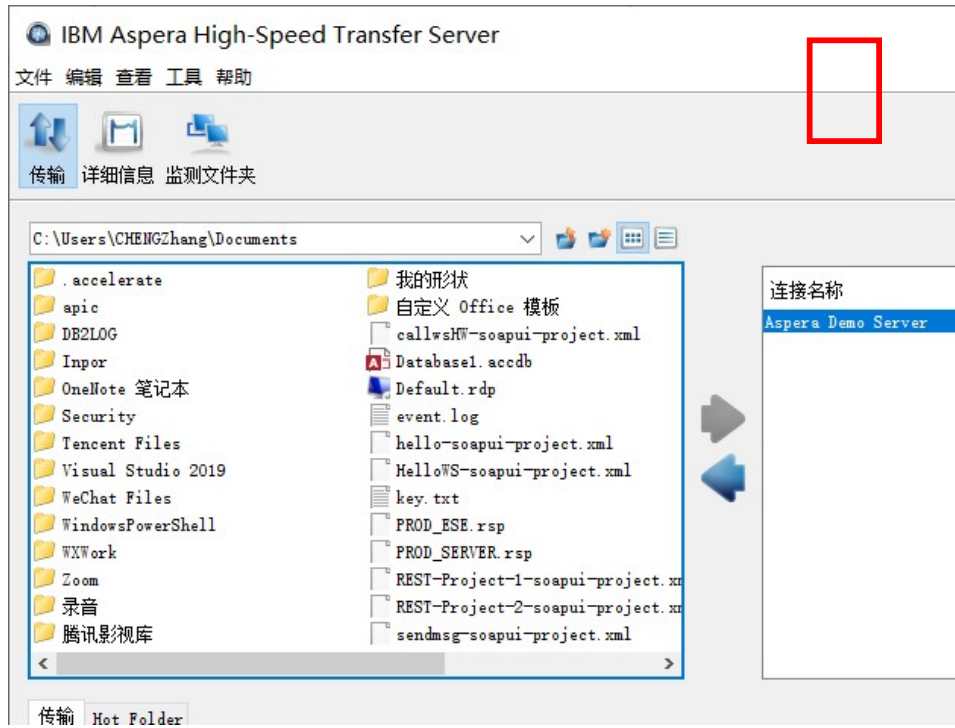 IBM Aspera High-Speed Transfer Server
文件 编辑 查看 工具 帮助
传输 详细信息 监测文件夹
C:\Users\CHENGZhang\Documents
.accelerate
apic
DB2LOG
Inpor
OneNote 笔记本
Security
Tencent Files
Visual Studio 2019
WeChat Files
WindowsPowerShell
WXWork
Zoom
录音
腾讯影视库
我的形状
自定义 Office 模板
callwsHW-soapui-project.xml
Database1.accdb
Default.rdp
event.log
hello-soapui-project.xml
HelloWS-soapui-project.xml
key.txt
PROD_ESE.rsp
PROD_SERVER.rsp
REST-Project-1-soapui-project.xm
REST-Project-2-soapui-project.xm
sendmsg-soapui-project.xml
连接名称
Aspera Demo Server
传输 Hot Folder